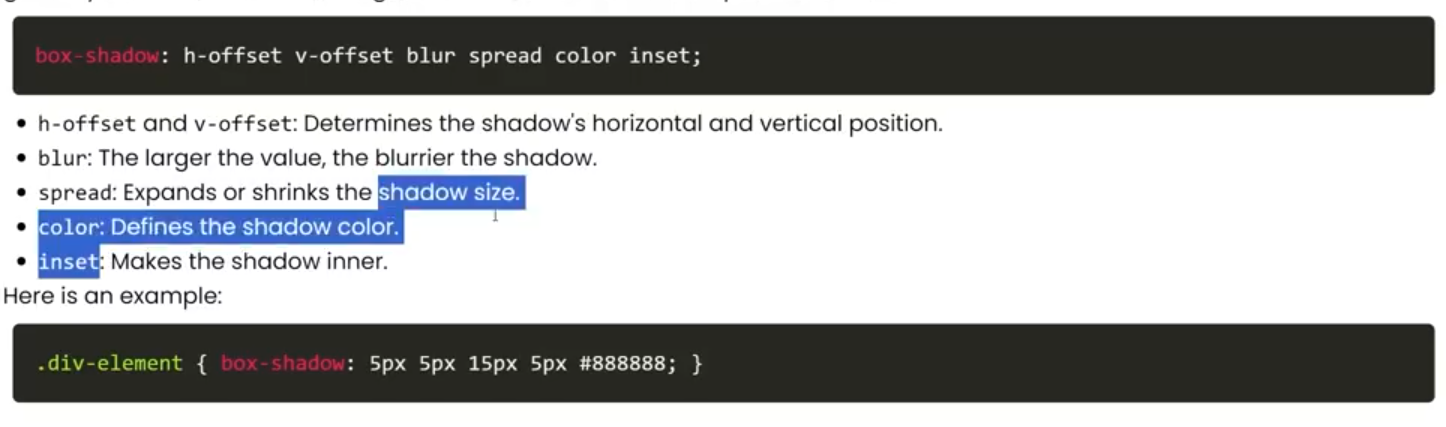 box-shadow: h-offset v-offset blur spread color inset;
• h-offset and v-offset: Determines the shadow's horizontal and vertical position.
• blur: The larger the value, the blurrier the shadow.
• spread: Expands or shrinks the shadow size.
• color: Defines the shadow color.
• inset: Makes the shadow inner.
Here is an example:
.div-element { box-shadow: 5px 5px 15px 5px #888888; }